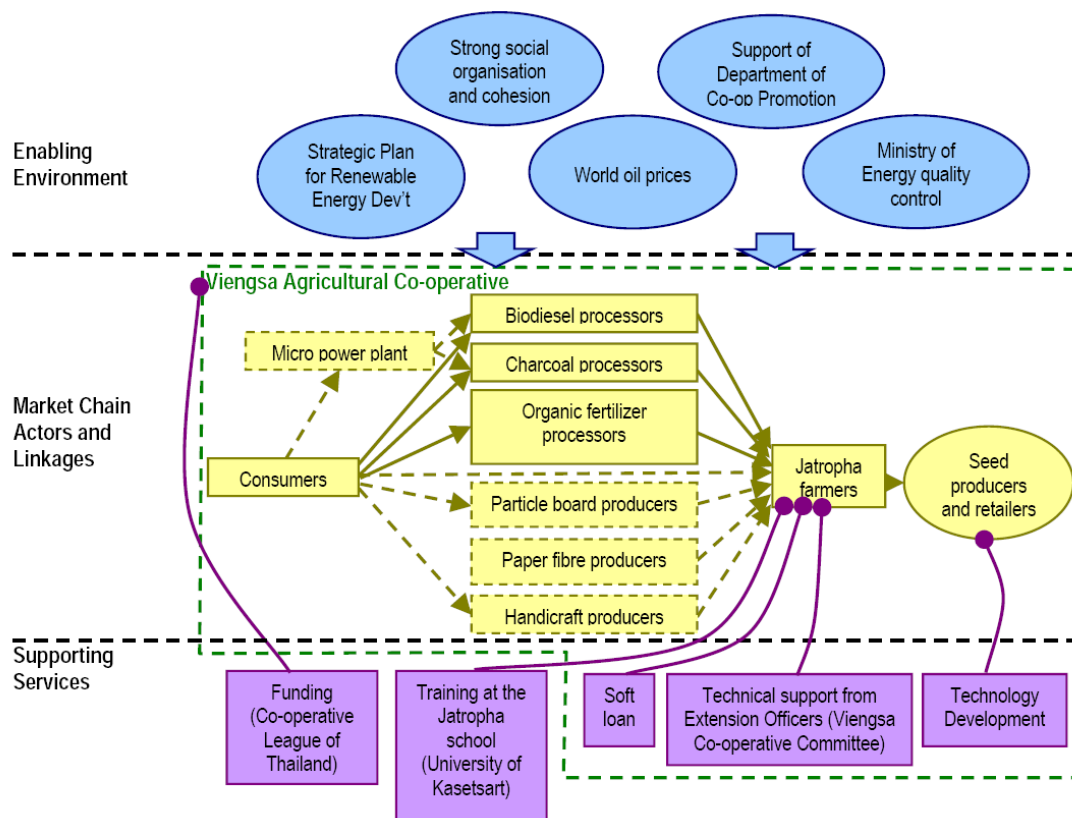 Strong social
organisation
and cohesion
Support of
Department of
Co-op Promotion
Enabling
Environment
Strategic Plan
for Renewable
Energy Dev't
World oil prices
Ministry of
Energy quality
control
Viengsa Agricultural Co-operative
Biodiesel processors
Micro power plant
Charcoal processors
Market Chain
Actors and
Linkages
Organic fertilizer
processors
Consumers
Jatropha
farmers
Seed
producers
and retailers
Particle board producers
Paper fibre producers
Handicraft producers
Supporting
Services
Funding
(Co-operative
League of
Thailand)
Training at the
Jatropha
school
(University of
Kasetsart)
Soft
loan
Technical support from
Extension Officers (Viengsa
Co-operative Committee)
Technology
Development